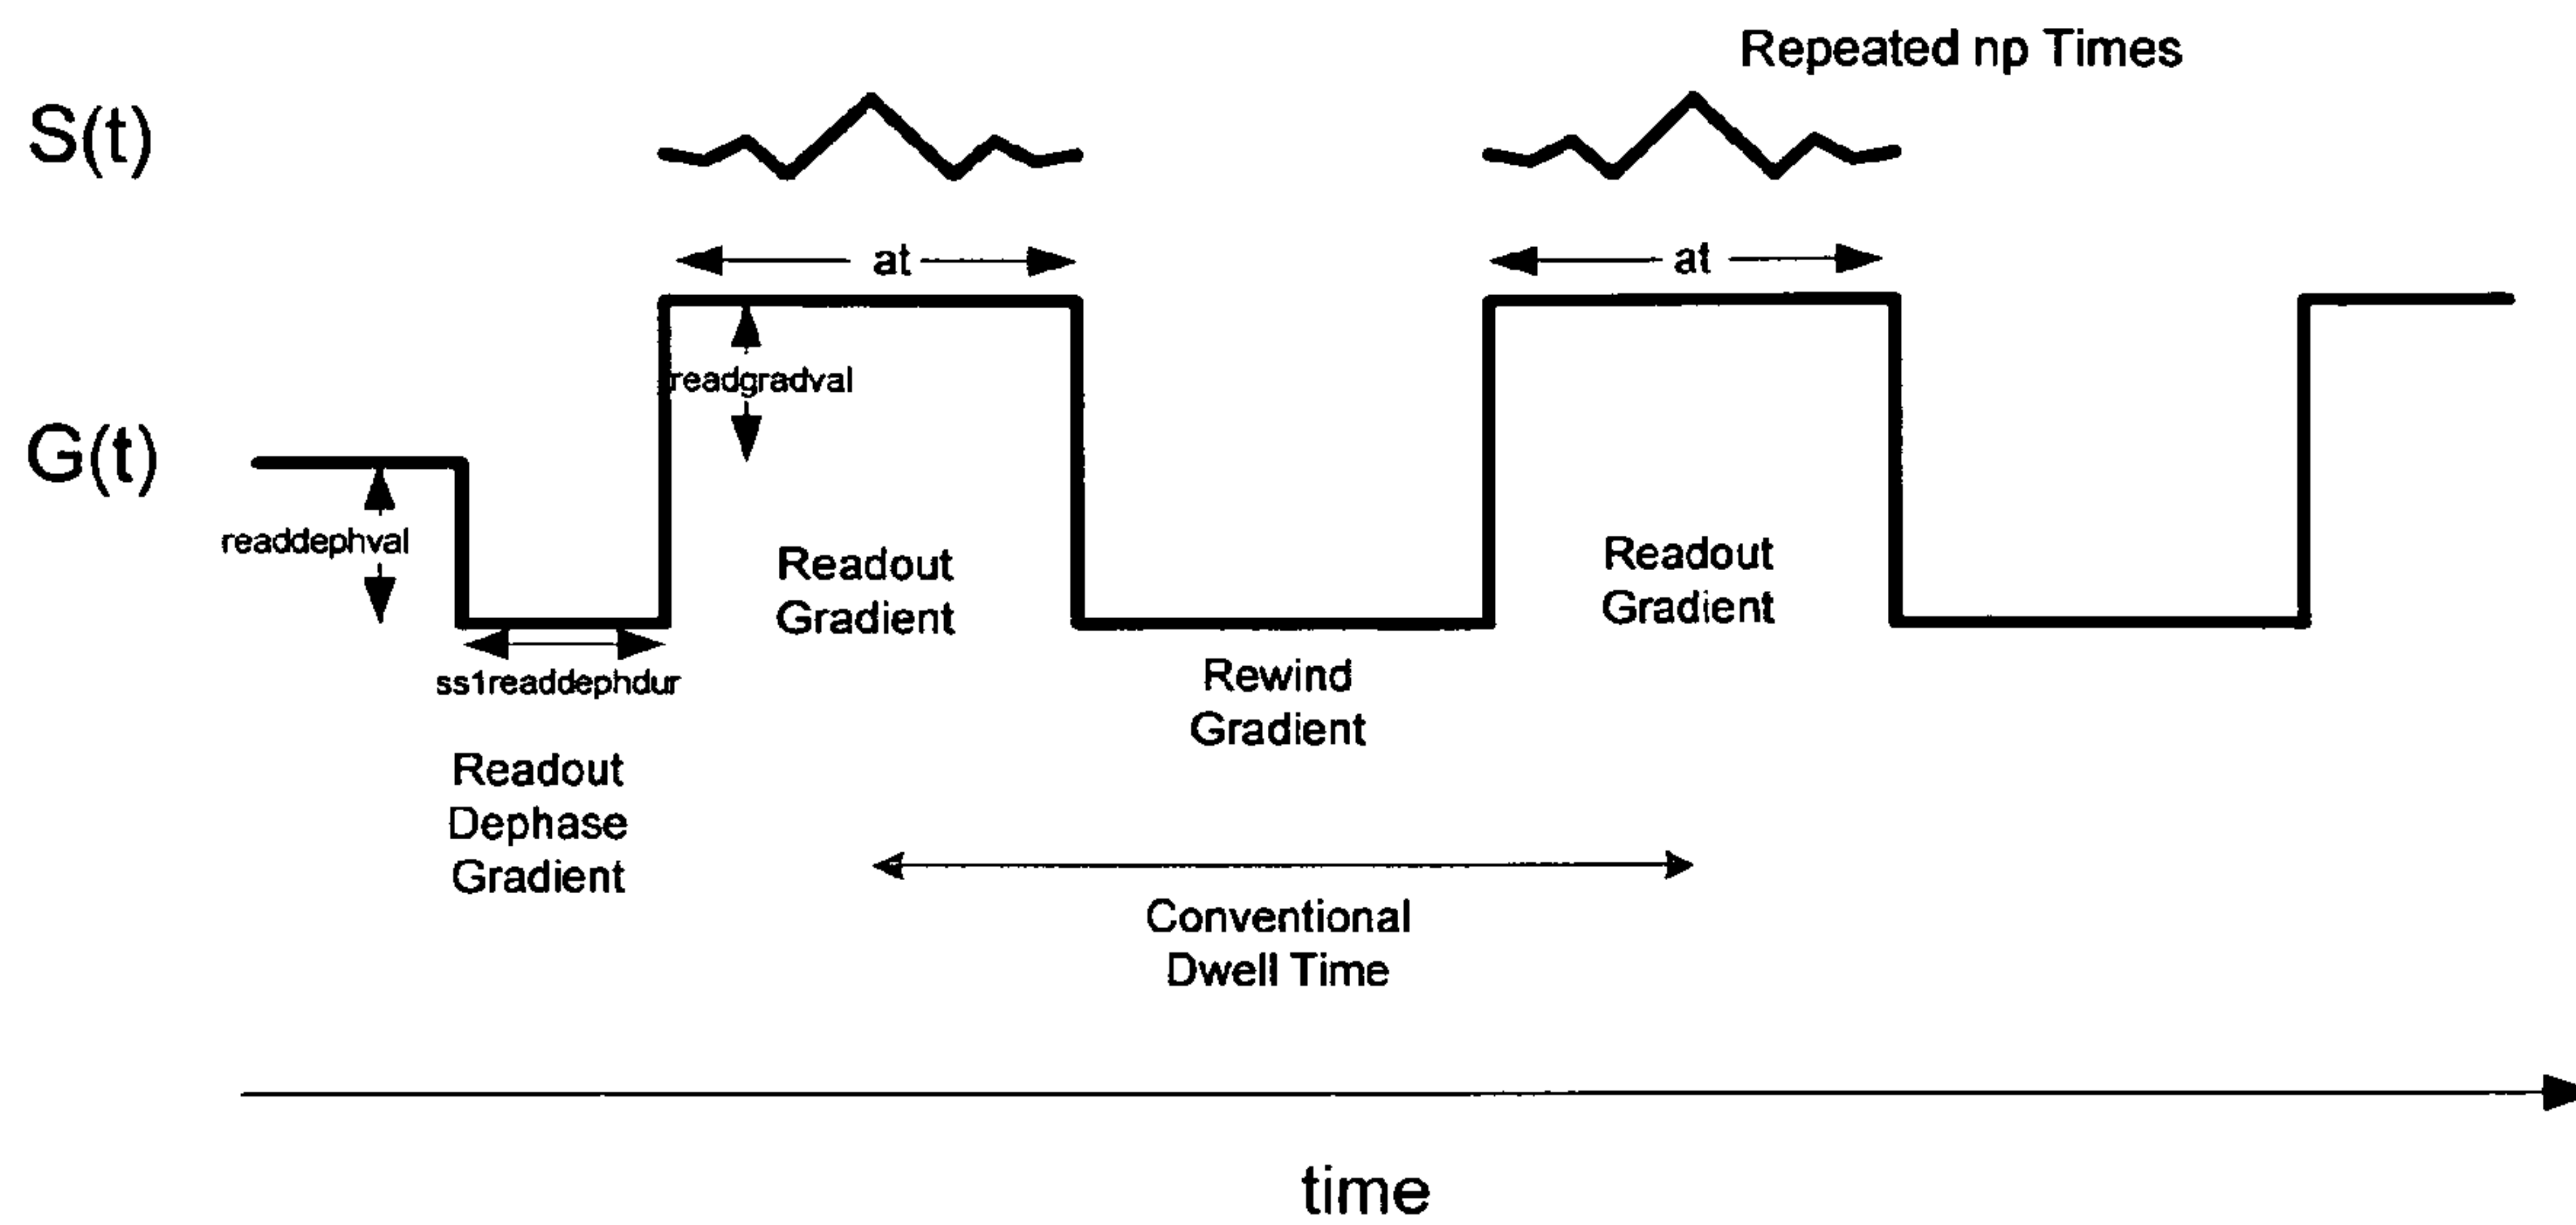 Repeated np Times
S(t)
at
at
readgradval
G(t)
readdephval
Readout
Gradient
Readout
Gradient
ss1readdephdur
Rewind
Gradient
Readout
Dephase
Gradient
Conventional
Dwell Time
time